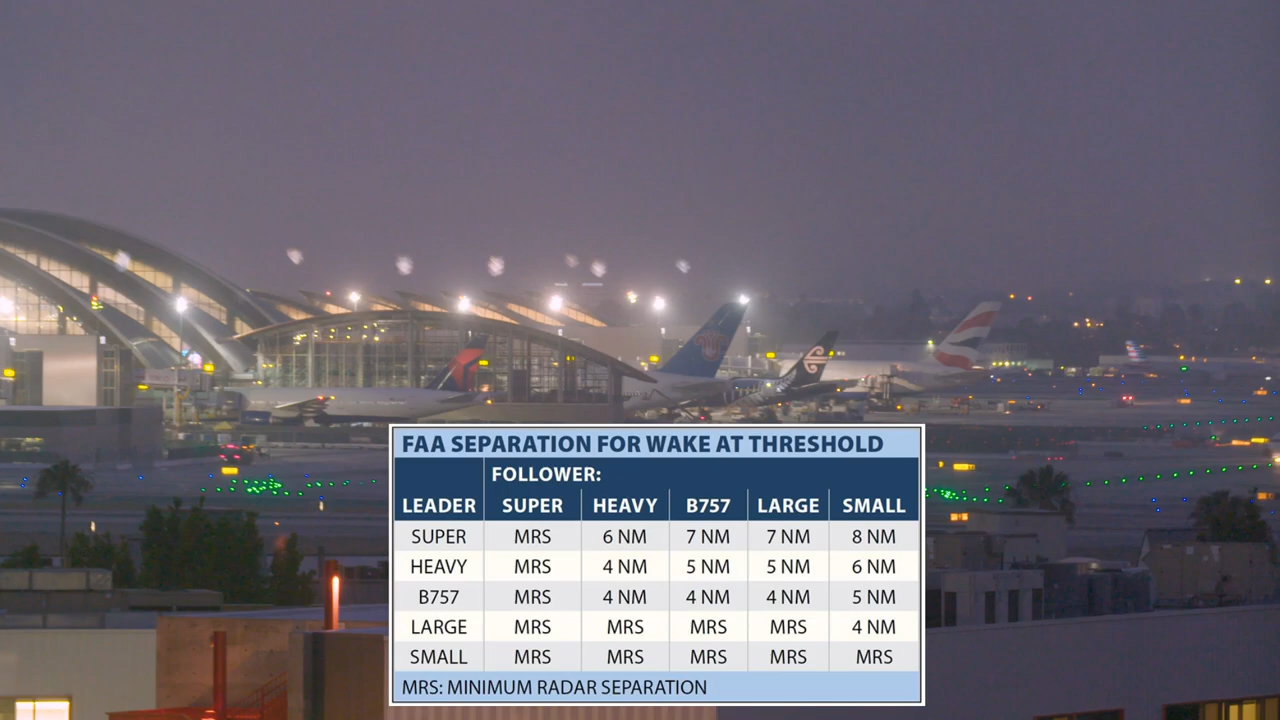 FAA SEPARATION FOR WAKE AT THRESHOLD
FOLLOWER:
LEADER SUPER HEAVY B757 LARGE SMALL
SUPER MRS 6 NM 7 NM 7 NM 8 NM
HEAVY MRS 4 NM 5 NM 5 NM 6 NM
B757 MRS 4 NM 4 NM 4 NM 5 NM
LARGE MRS MRS MRS MRS 4 NM
SMALL MRS MRS MRS MRS MRS
MRS: MINIMUM RADAR SEPARATION